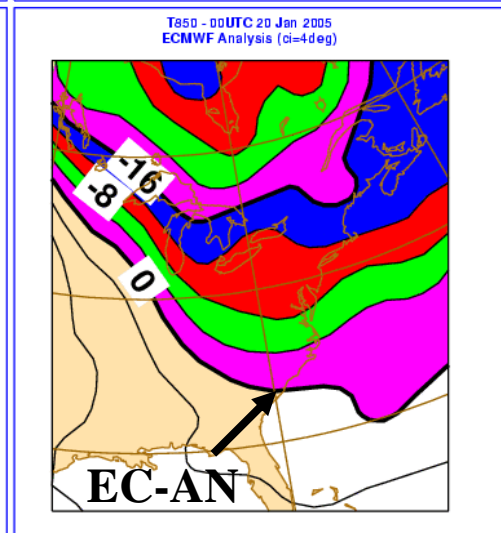 T850 - 00UTC 20 Jan 2005
ECMWF Analysis (ci=4deg)
-16
-8
0
EC-AN